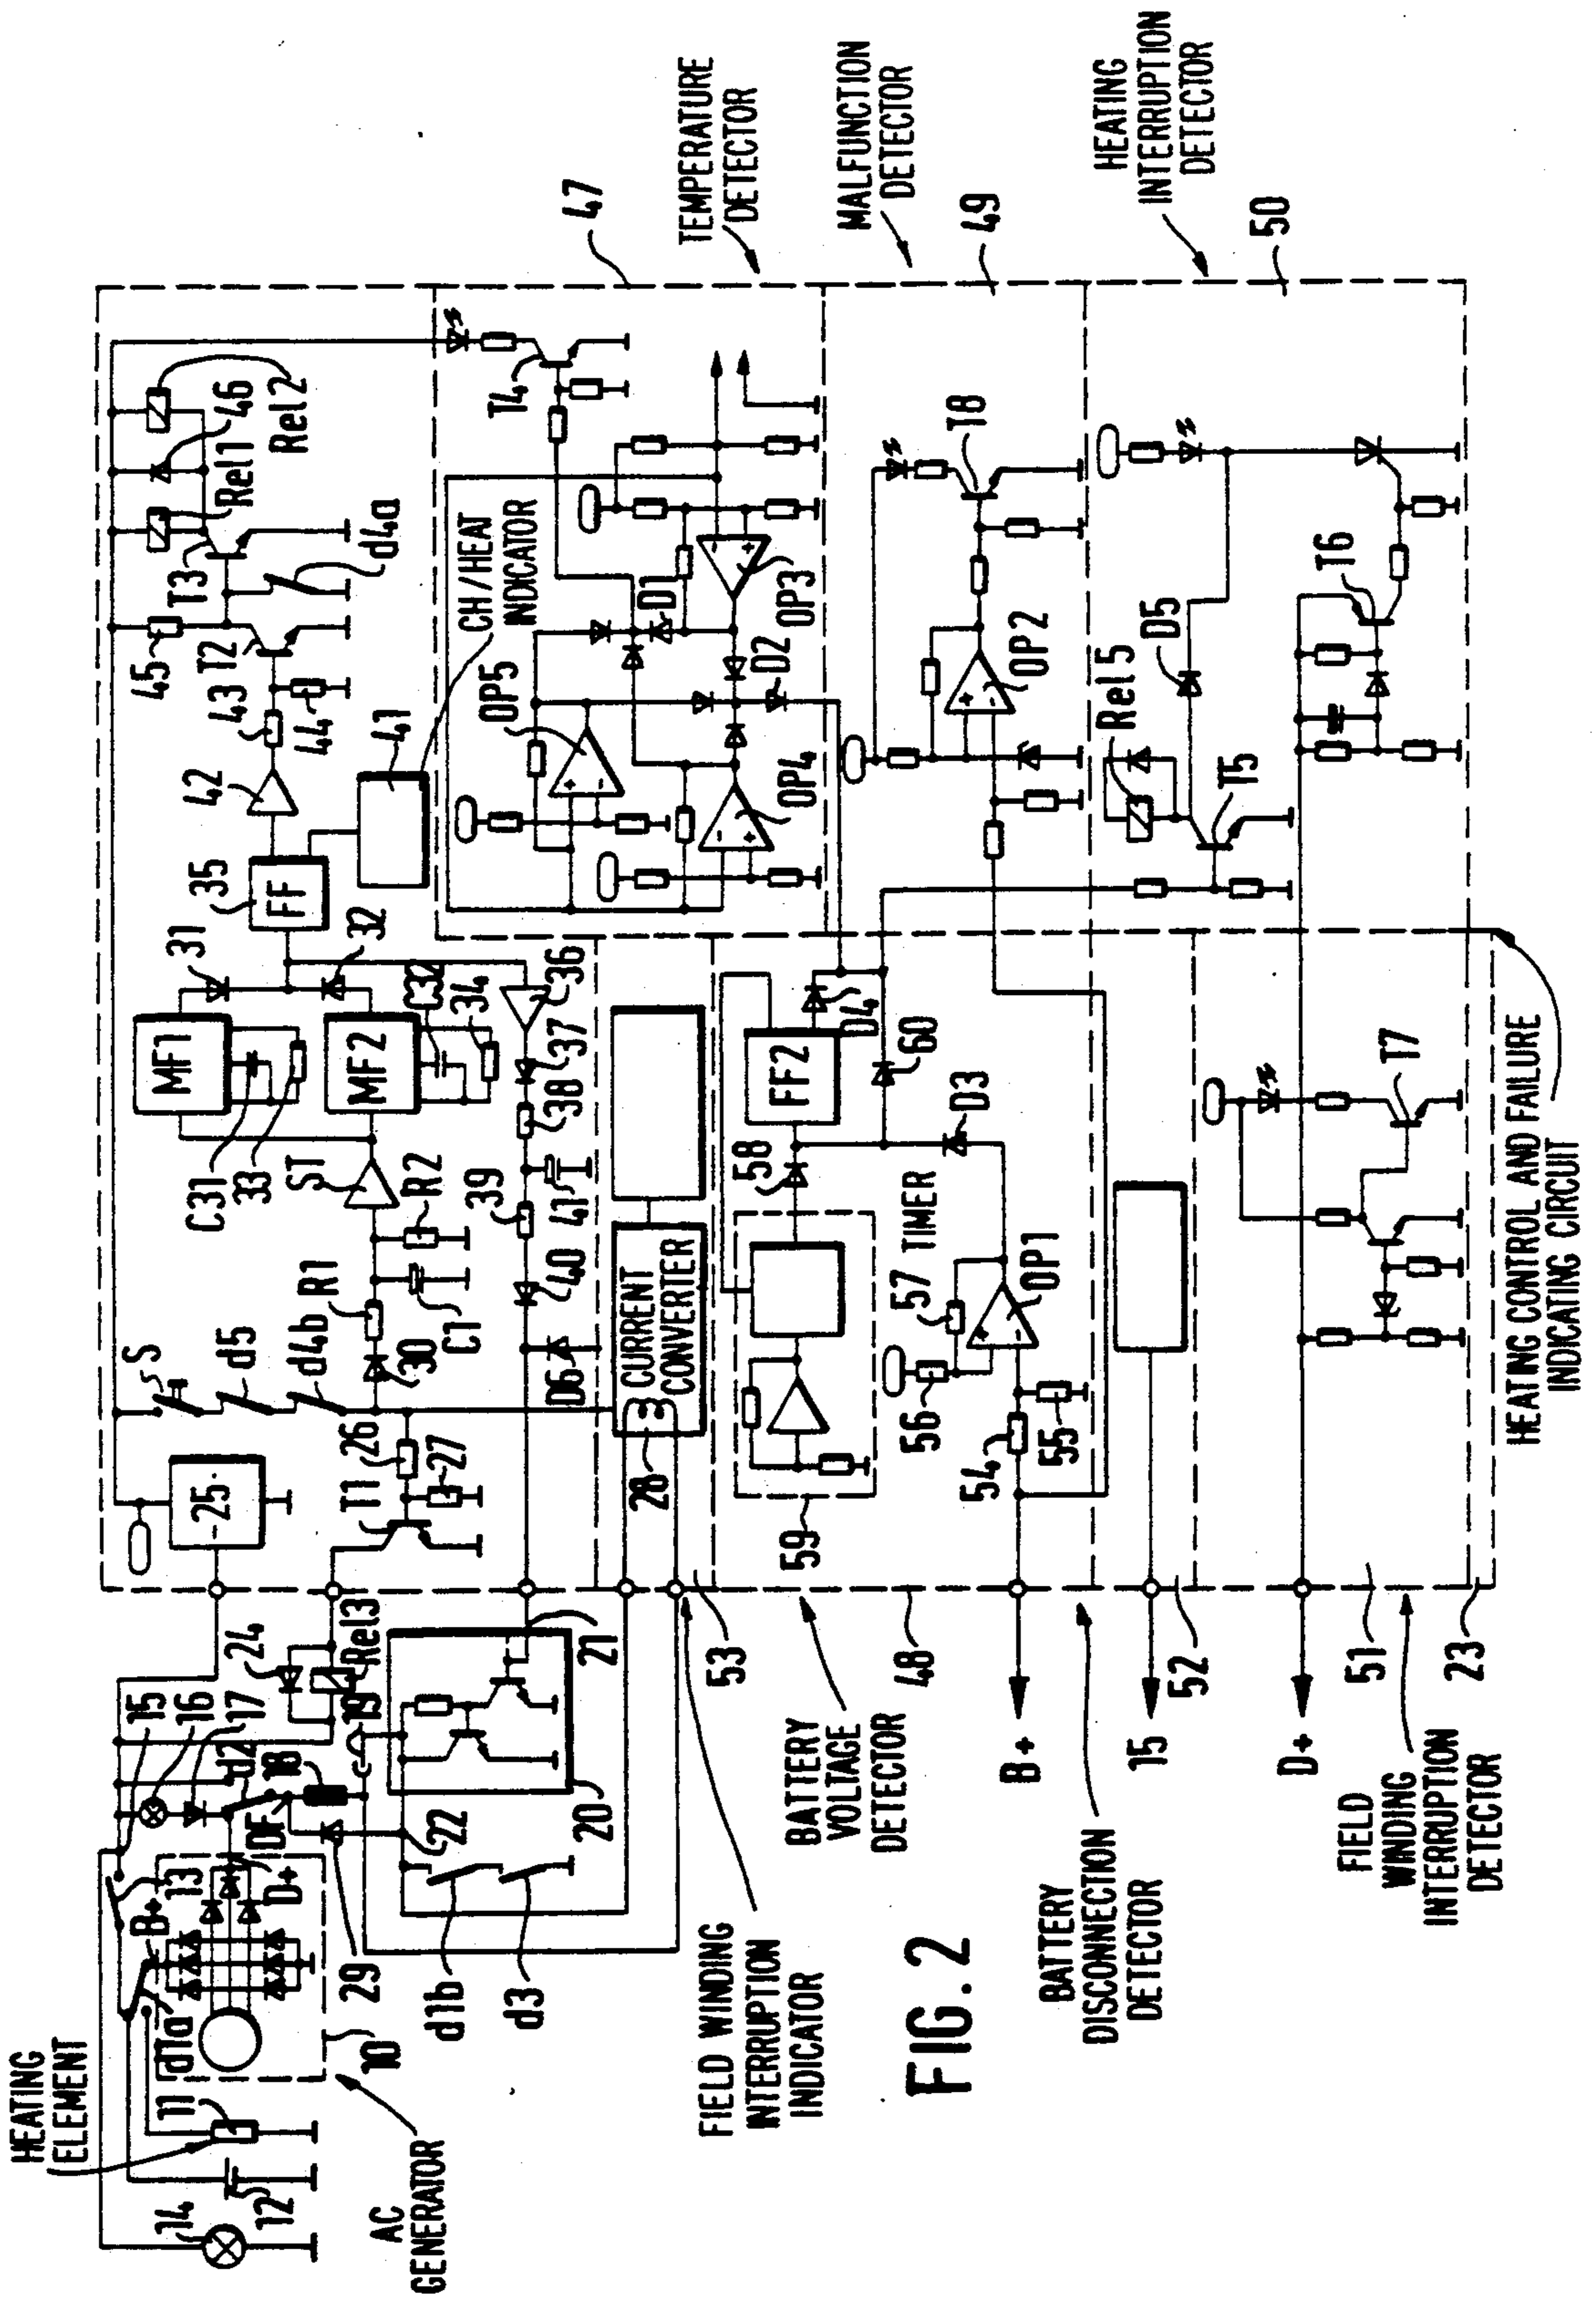 HEATING
ELEMENT
14
12
11
d1a
B+
13
15
16
17
24
Rel3
d2
DF
18
19
D+
10
29
22
20
21
d1b
d3
AC
GENERATOR
25
S
d5
d4b
T1
26
27
30
R1
C1
R2
ST
MF1
MF2
C31
33
C32
34
31
32
FF
35
42
43
44
45
T2
T3
d4a
Rel1
46
Rel2
41
CH/HEAT
INDICATOR
36
37
38
39
41
40
D6
CURRENT
CONVERTER
28
53
FIELD WINDING
INTERRUPTION
INDICATOR
T4
D1
D2
OP3
OP4
OP5
47
TEMPERATURE
DETECTOR
FF2
D4
60
58
D3
59
TIMER
57
56
OP1
54
55
48
BATTERY
VOLTAGE
DETECTOR
B+
T8
OP2
49
MALFUNCTION
DETECTOR
15
52
BATTERY
DISCONNECTION
DETECTOR
Rel5
D5
T5
T6
50
HEATING
INTERRUPTION
DETECTOR
T7
D+
51
23
FIELD
WINDING
INTERRUPTION
DETECTOR
HEATING CONTROL AND FAILURE
INDICATING CIRCUIT
FIG. 2